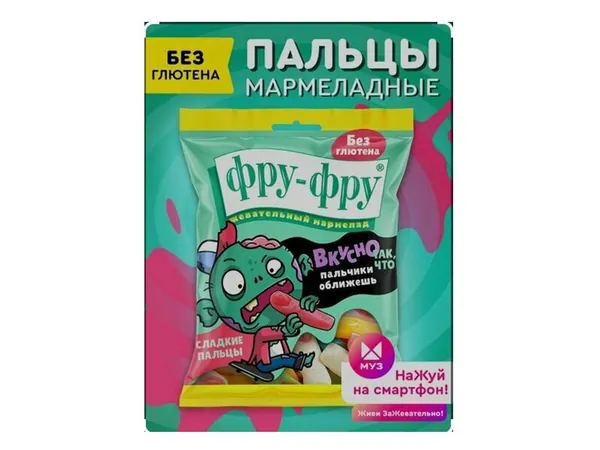 БЕЗ
ГЛЮТЕНА
ПАЛЬЦЫ
МАРМЕЛАДНЫЕ
Без
глютена
фру-фру®
жевательный мармелад
Вкусно
так,
что
пальчики
оближешь
СЛАДКИЕ
ПАЛЬЦЫ
МУЗ
НаЖуй
на смартфон!
Живи ЗаЖевательно!